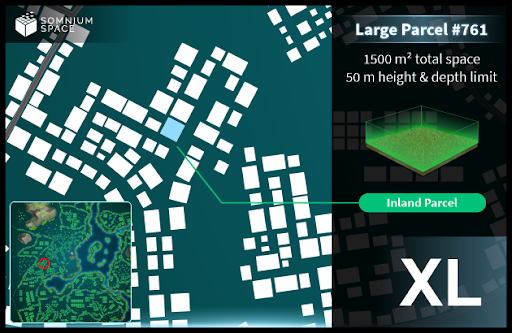 SOMNIUM
SPACE
Large Parcel #761
1500 m² total space
50 m height & depth limit
Inland Parcel
XL